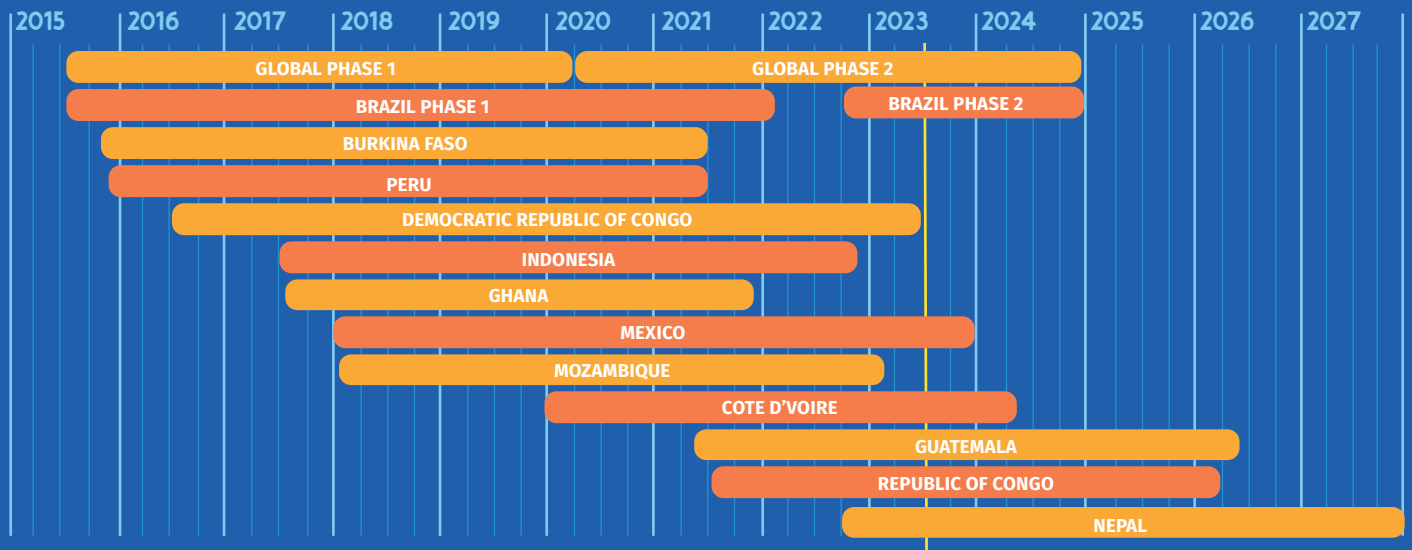 2015 2016 2017 2018 2019 2020 2021 2022 2023 2024 2025 2026 2027
GLOBAL PHASE 1 GLOBAL PHASE 2
BRAZIL PHASE 1 BRAZIL PHASE 2
BURKINA FASO
PERU
DEMOCRATIC REPUBLIC OF CONGO
INDONESIA
GHANA
MEXICO
MOZAMBIQUE
COTE D’VOIRE
GUATEMALA
REPUBLIC OF CONGO
NEPAL